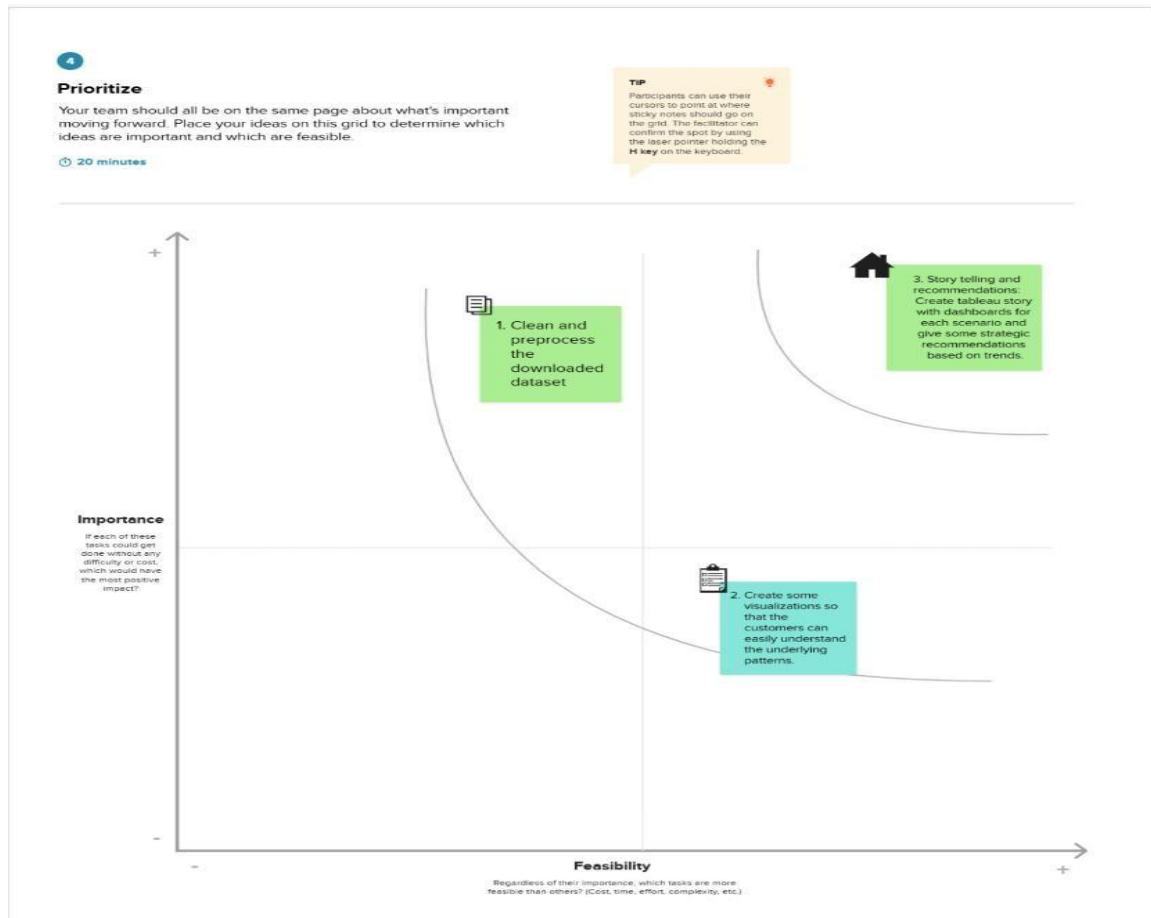 4
Prioritize
Your team should all be on the same page about what's important
moving forward. Place your ideas on this grid to determine which
ideas are important and which are feasible.
20 minutes
TIP
Participants can use their
cursors to point at where
sticky notes should go on
the grid. The facilitator can
confirm the spot by using
the laser pointer holding the
H key on the keyboard.
+
1. Clean and
preprocess
the
downloaded
dataset
3. Story telling and
recommendations:
Create tableau story
with dashboards for
each scenario and
give some strategic
recommendations
based on trends.
Importance
If each of these
tasks could get
done without any
difficulty or cost,
which would have
the most positive
impact?
2. Create some
visualizations so
that the
customers can
easily understand
the underlying
patterns.
-
-
Feasibility
+
Regardless of their importance, which tasks are more
feasible than others? (Cost, time, effort, complexity, etc.)